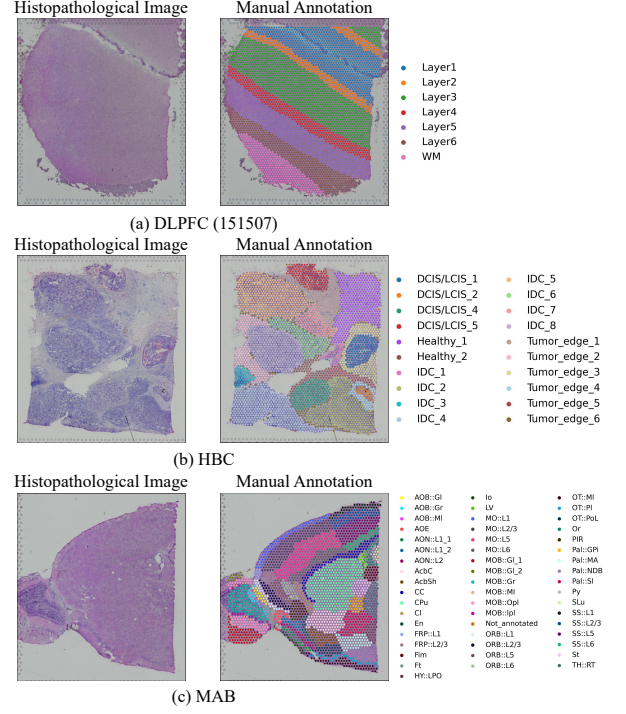 Histopathological Image
Manual Annotation
Layer1
Layer2
Layer3
Layer4
Layer5
Layer6
WM
(a) DLPFC (151507)
Histopathological Image
Manual Annotation
DCIS/LCIS_1
DCIS/LCIS_2
DCIS/LCIS_4
DCIS/LCIS_5
Healthy_1
Healthy_2
IDC_1
IDC_2
IDC_3
IDC_4
IDC_5
IDC_6
IDC_7
IDC_8
Tumor_edge_1
Tumor_edge_2
Tumor_edge_3
Tumor_edge_4
Tumor_edge_5
Tumor_edge_6
(b) HBC
Histopathological Image
Manual Annotation
AOB::Gl
AOB::Gr
AOB::Ml
AOE
AON::L1_1
AON::L1_2
AON::L2
AcbC
AcbSh
CC
CPu
Cl
En
FRP::L1
FRP::L2/3
Fim
Ft
HY::LPO
Io
LV
MO::L1
MO::L2/3
MO::L5
MO::L6
MOB::Gl_1
MOB::Gl_2
MOB::Gr
MOB::MI
MOB::Opl
MOB::Ipl
Not_annotated
ORB::L1
ORB::L2/3
ORB::L5
ORB::L6
OT::Ml
OT::Pl
OT::PoL
Or
PIR
Pal::GPi
Pal::MA
Pal::NDB
Pal::Sl
Py
SLu
SS::L1
SS::L2/3
SS::L5
SS::L6
St
TH::RT
(c) MAB